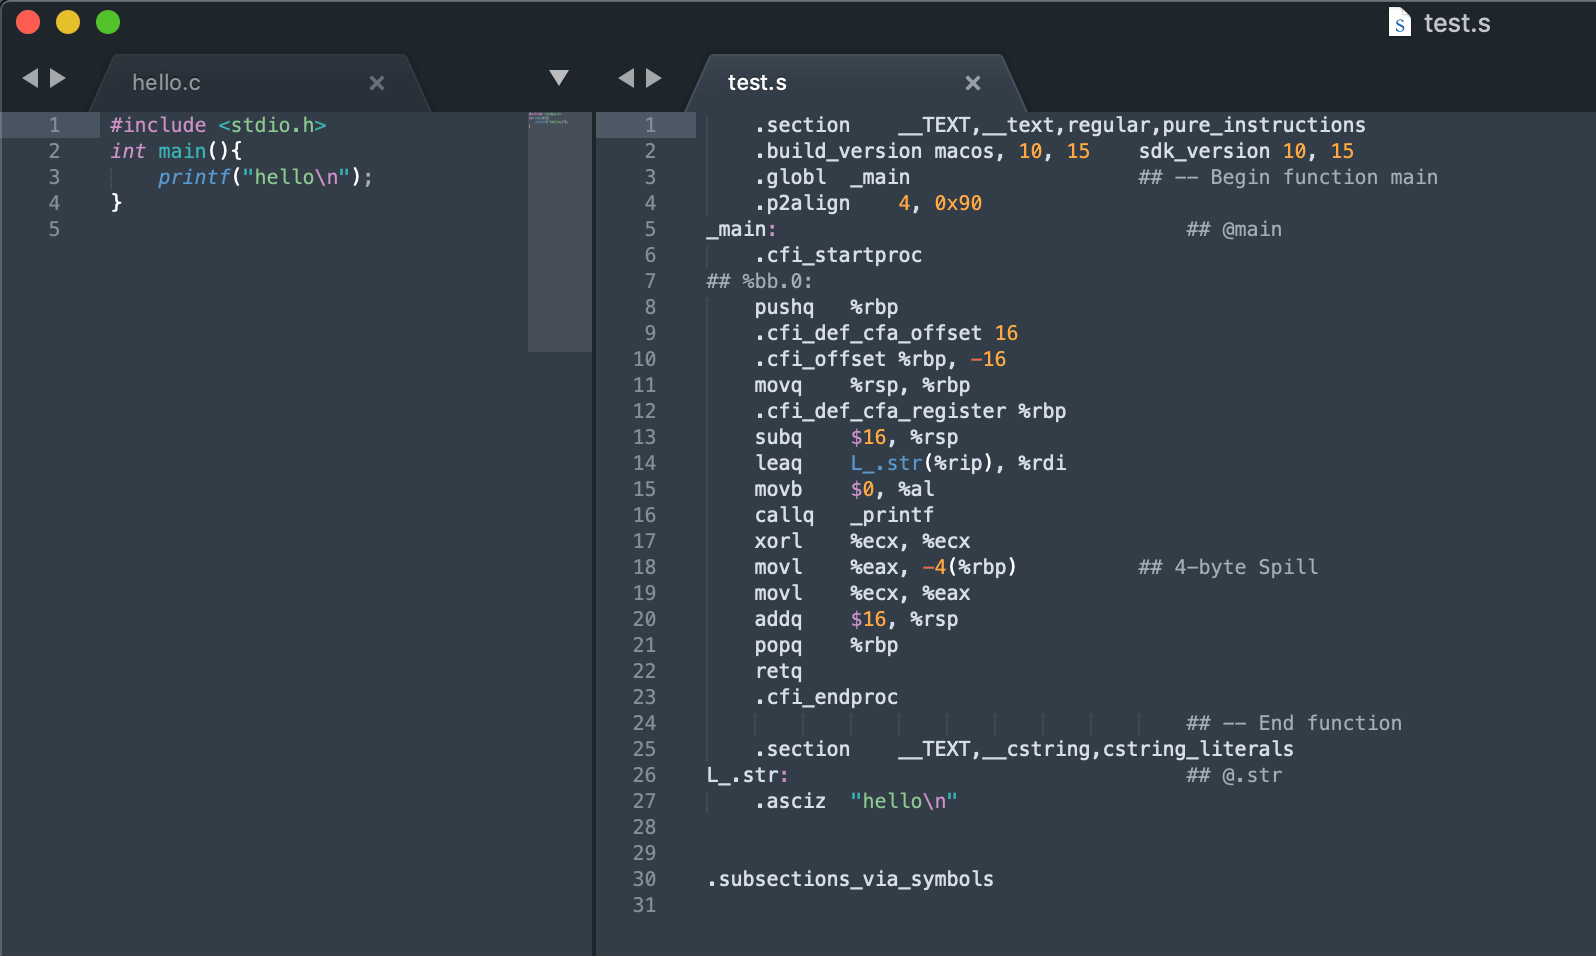 test.s
hello.c
1 #include <stdio.h>
2 int main(){
3     printf("hello\n");
4 }
5
test.s
1     .section    __TEXT,__text,regular,pure_instructions
2     .build_version macos, 10, 15    sdk_version 10, 15
3     .globl  _main                   ## -- Begin function main
4     .p2align    4, 0x90
5 _main:                                  ## @main
6     .cfi_startproc
7 ## %bb.0:
8     pushq   %rbp
9     .cfi_def_cfa_offset 16
10     .cfi_offset %rbp, -16
11     movq    %rsp, %rbp
12     .cfi_def_cfa_register %rbp
13     subq    $16, %rsp
14     leaq    L_.str(%rip), %rdi
15     movb    $0, %al
16     callq   _printf
17     xorl    %ecx, %ecx
18     movl    %eax, -4(%rbp)          ## 4-byte Spill
19     movl    %ecx, %eax
20     addq    $16, %rsp
21     popq    %rbp
22     retq
23     .cfi_endproc
24                                         ## -- End function
25     .section    __TEXT,__cstring,cstring_literals
26 L_.str:                                 ## @.str
27     .asciz  "hello\n"
28
29
30 .subsections_via_symbols
31